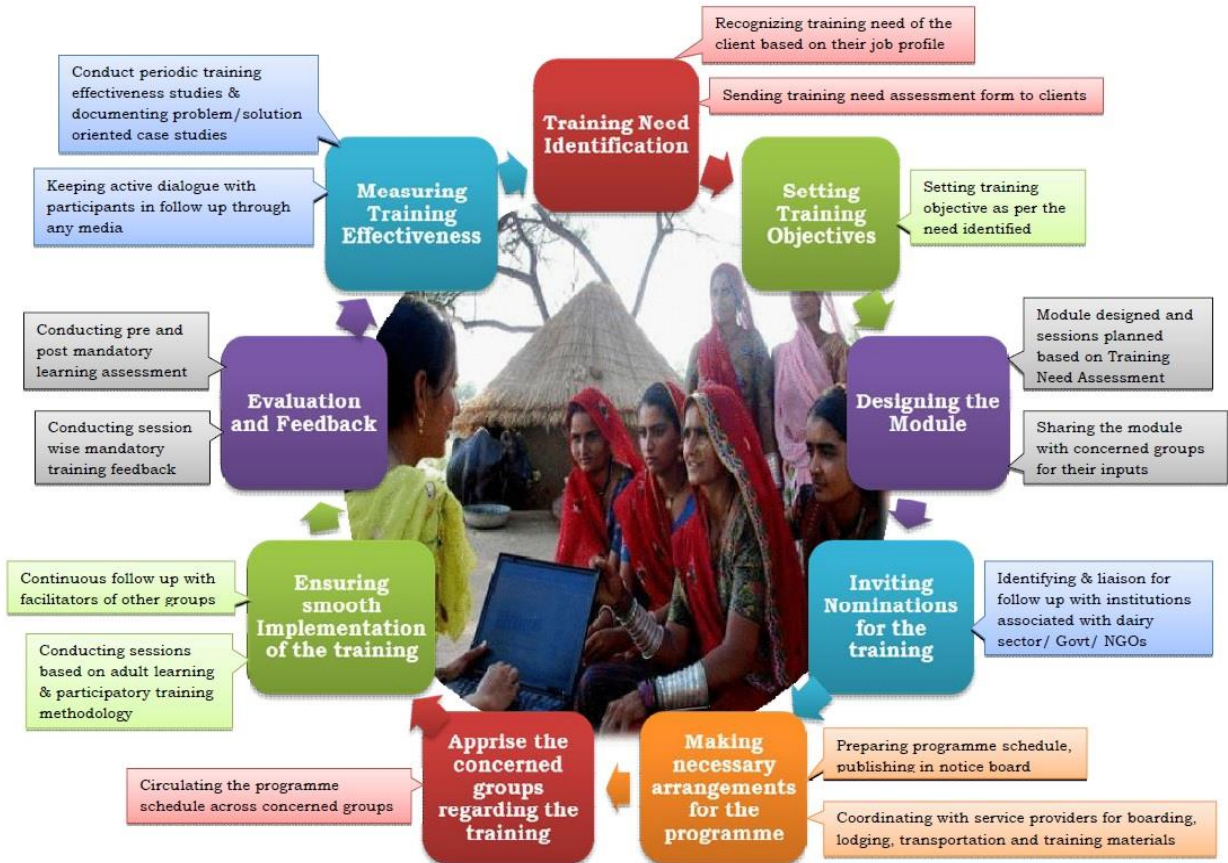 Recognizing training need of the
client based on their job profile
Sending training need assessment form to clients
Training Need
Identification
Setting
Training
Objectives
Setting training
objective as per the
need identified
Designing the
Module
Module designed and
sessions planned
based on Training
Need Assessment
Sharing the module
with concerned groups
for their inputs
Inviting
Nominations
for the
training
Identifying & liaison for
follow up with institutions
associated with dairy
sector/ Govt/ NGOs
Making
necessary
arrangements
for the
programme
Preparing programme schedule,
publishing in notice board
Coordinating with service providers for boarding,
lodging, transportation and training materials
Apprise the
concerned
groups
regarding the
training
Circulating the programme
schedule across concerned groups
Ensuring
smooth
Implementation
of the training
Continuous follow up with
facilitators of other groups
Conducting sessions
based on adult learning
& participatory training
methodology
Evaluation
and Feedback
Conducting pre and
post mandatory
learning assessment
Conducting session
wise mandatory
training feedback
Measuring
Training
Effectiveness
Conduct periodic training
effectiveness studies &
documenting problem/solution
oriented case studies
Keeping active dialogue with
participants in follow up through
any media